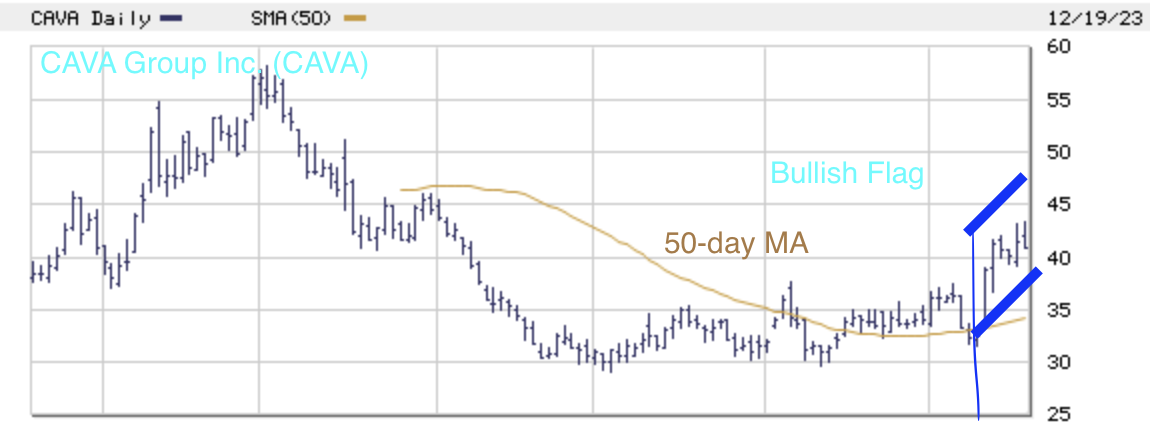 CAVA Daily SMA(50) 12/19/23
60
CAVA Group Inc. (CAVA)
55
50
Bullish Flag
45
50-day MA
40
35
30
25